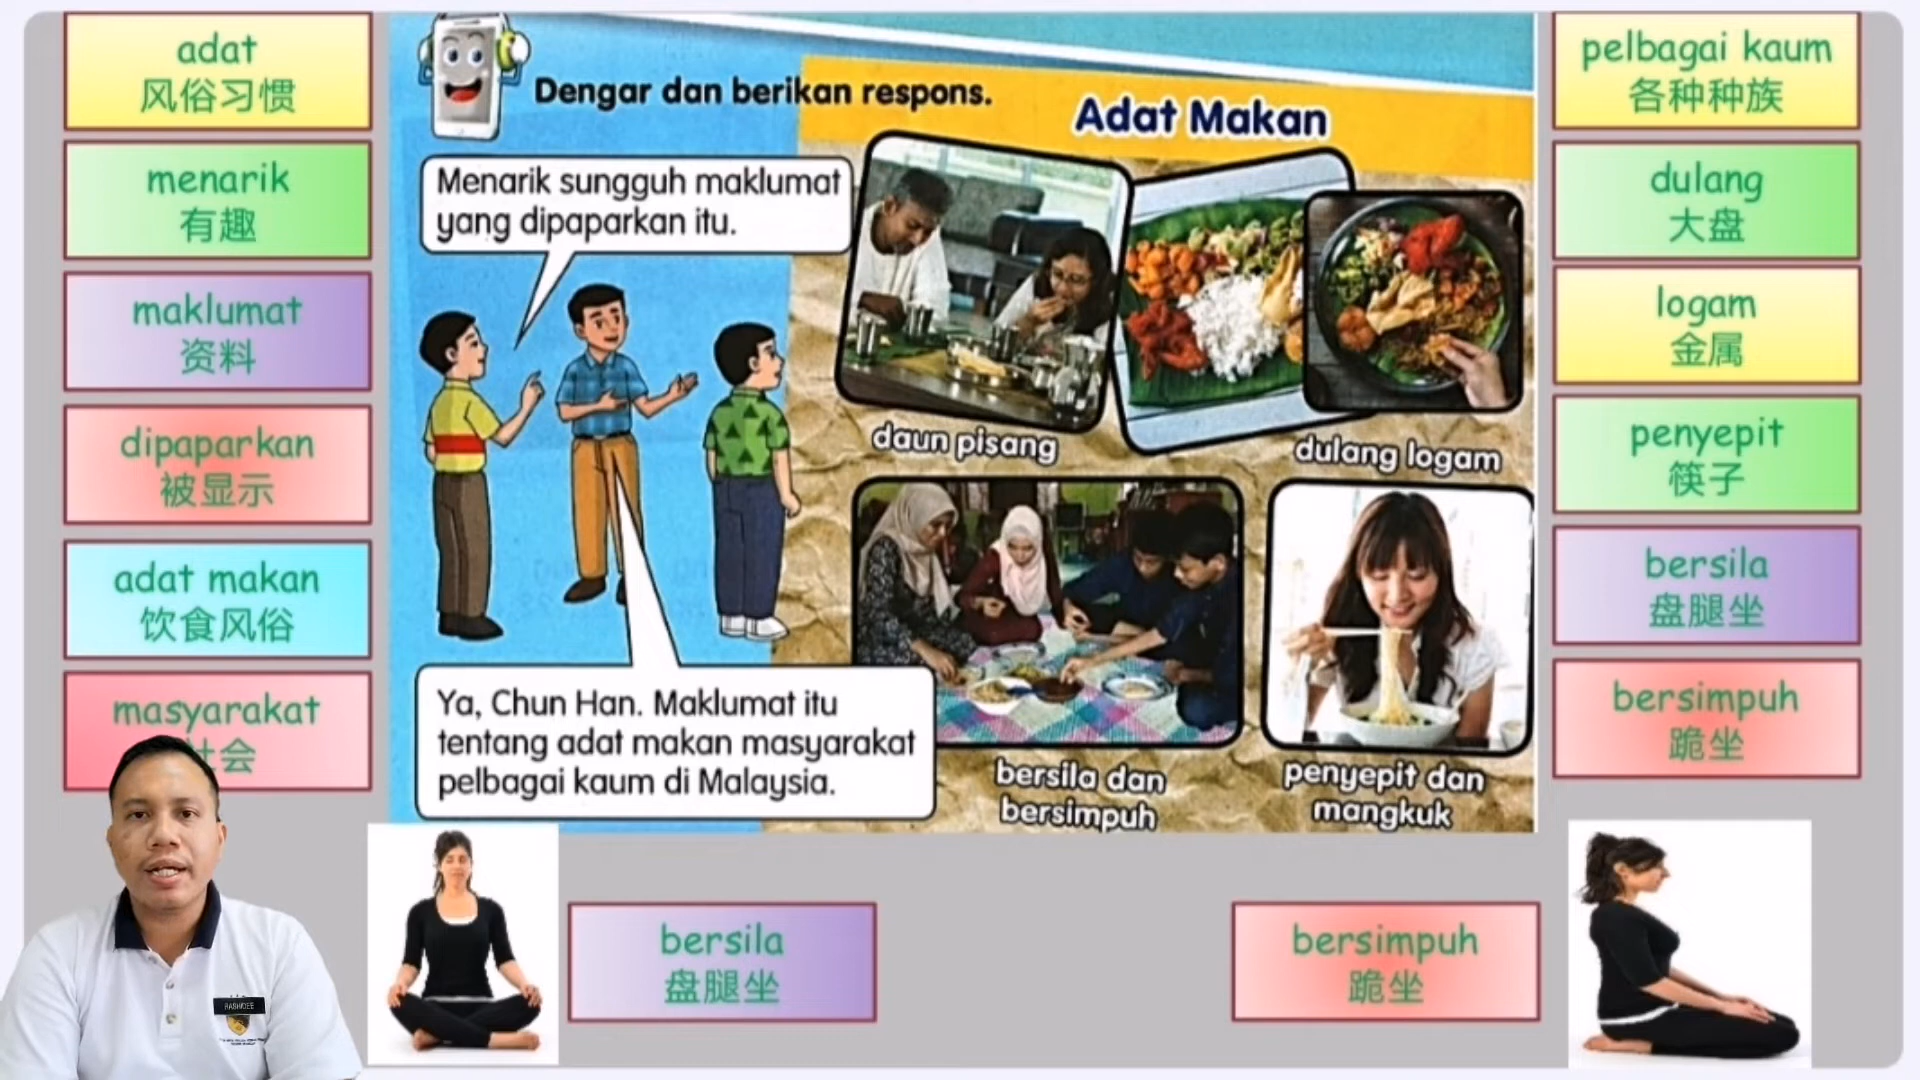 adat
风俗习惯
menarik
有趣
maklumat
资料
dipaparkan
被显示
adat makan
饮食风俗
masyarakat
社会
Dengar dan berikan respons.
Adat Makan
Menarik sungguh maklumat
yang dipaparkan itu.
daun pisang
dulang logam
bersila dan
bersimpuh
penyepit dan
mangkuk
Ya, Chun Han. Maklumat itu
tentang adat makan masyarakat
pelbagai kaum di Malaysia.
pelbagai kaum
各种种族
dulang
大盘
logam
金属
penyepit
筷子
bersila
盘腿坐
bersimpuh
跪坐
bersila
盘腿坐
bersimpuh
跪坐